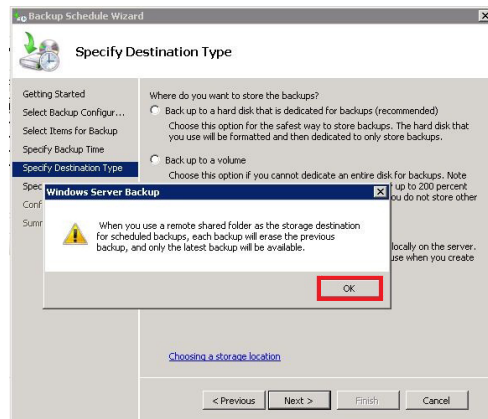 Backup Schedule Wizard
Specify Destination Type
Getting Started
Select Backup Configur...
Select Items for Backup
Specify Backup Time
Specify Destination Type
Spec
Conf
Summ
Where do you want to store the backups?
Back up to a hard disk that is dedicated for backups (recommended)
Choose this option for the safest way to store backups. The hard disk that
you use will be formatted and then dedicated to only store backups.
Back up to a volume
Choose this option if you cannot dedicate an entire disk for backups. Note
up to 200 percent
ou do not store other
locally on the server.
use when you create
Windows Server Backup
When you use a remote shared folder as the storage destination
for scheduled backups, each backup will erase the previous
backup, and only the latest backup will be available.
OK
Choosing a storage location
< Previous
Next >
Finish
Cancel